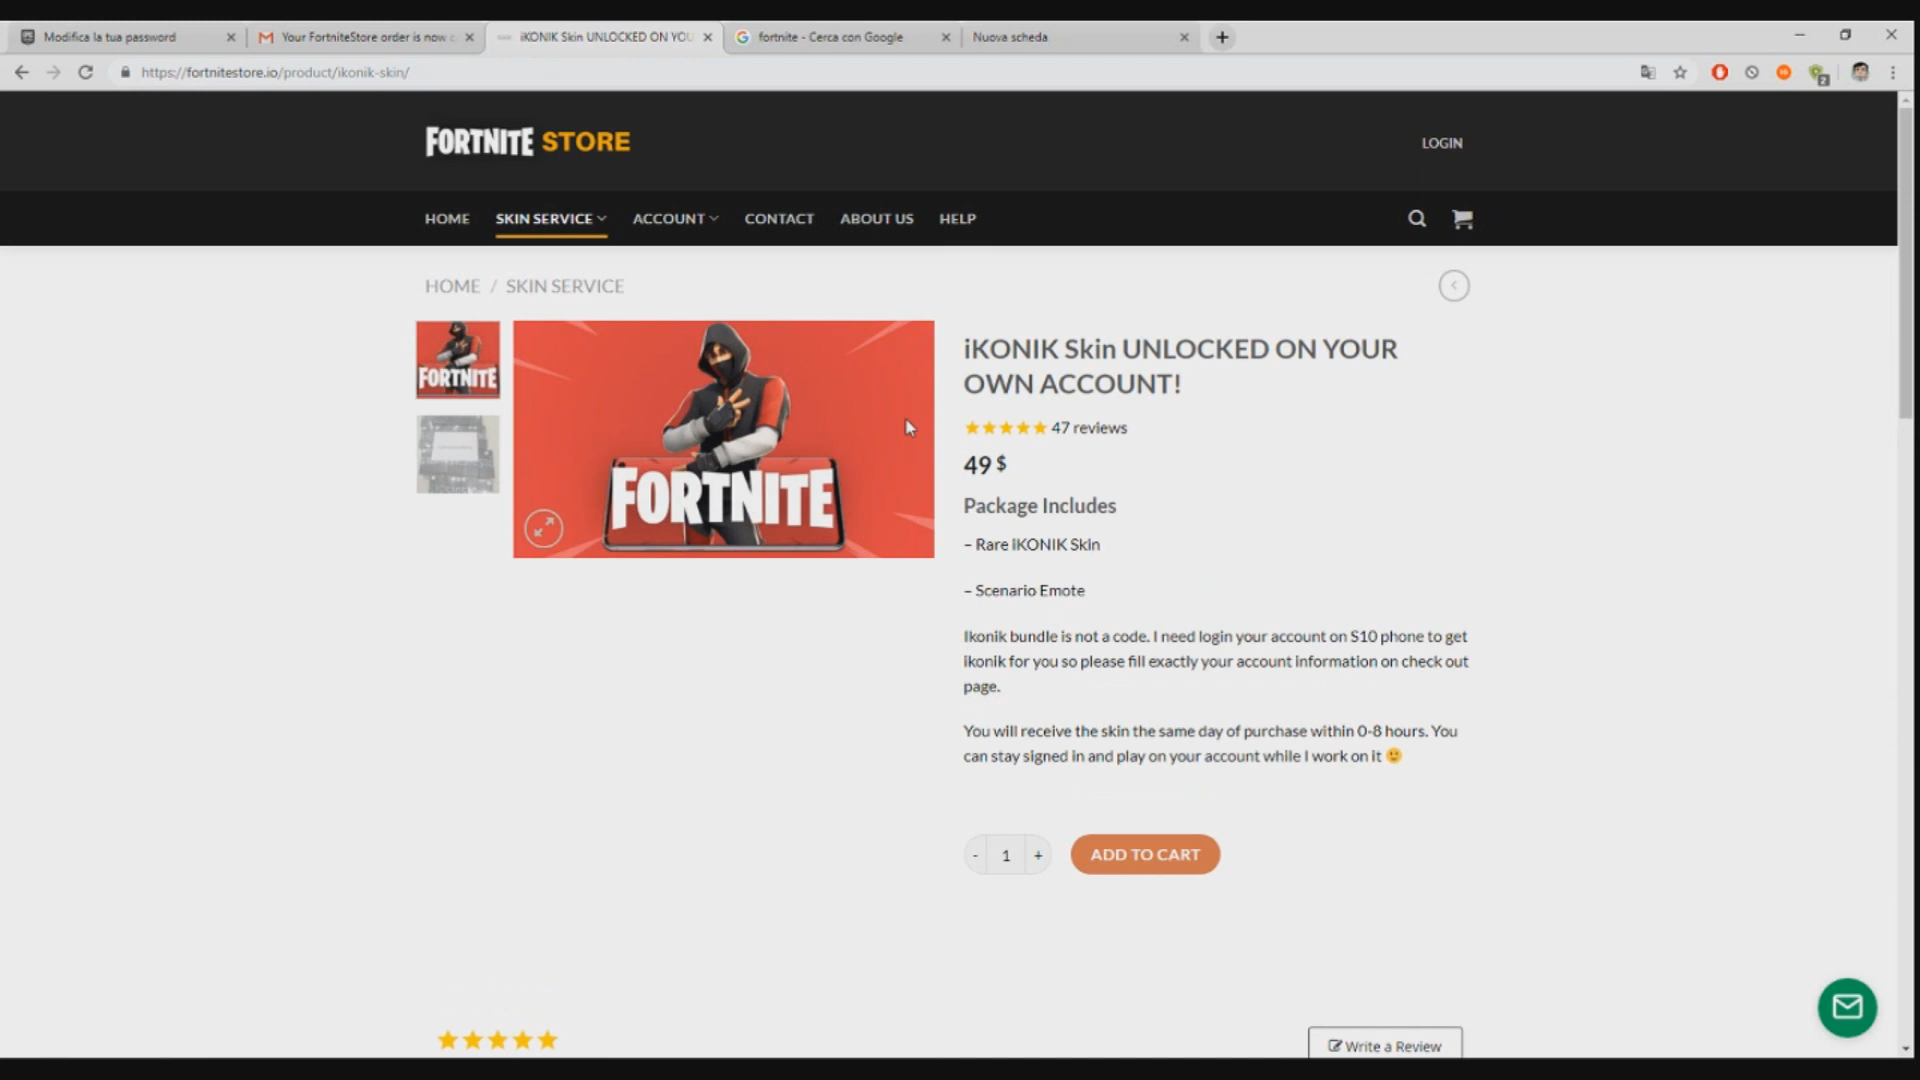 Modifica la tua password
Your FortniteStore order is now c
iKONIK Skin UNLOCKED ON YOU
fortnite - Cerca con Google
Nuova scheda
https://fortnitestore.io/product/ikonik-skin/
FORTNITE STORE
LOGIN
HOME
SKIN SERVICE
ACCOUNT
CONTACT
ABOUT US
HELP
HOME / SKIN SERVICE
FORTNITE
FORTNITE
iKONIK Skin UNLOCKED ON YOUR
OWN ACCOUNT!
47 reviews
49 $
Package Includes
– Rare iKONIK Skin
– Scenario Emote
Ikonik bundle is not a code. I need login your account on S10 phone to get
ikonik for you so please fill exactly your account information on check out
page.
You will receive the skin the same day of purchase within 0-8 hours. You
can stay signed in and play on your account while I work on it 🙂
- 1 +
ADD TO CART
Write a Review